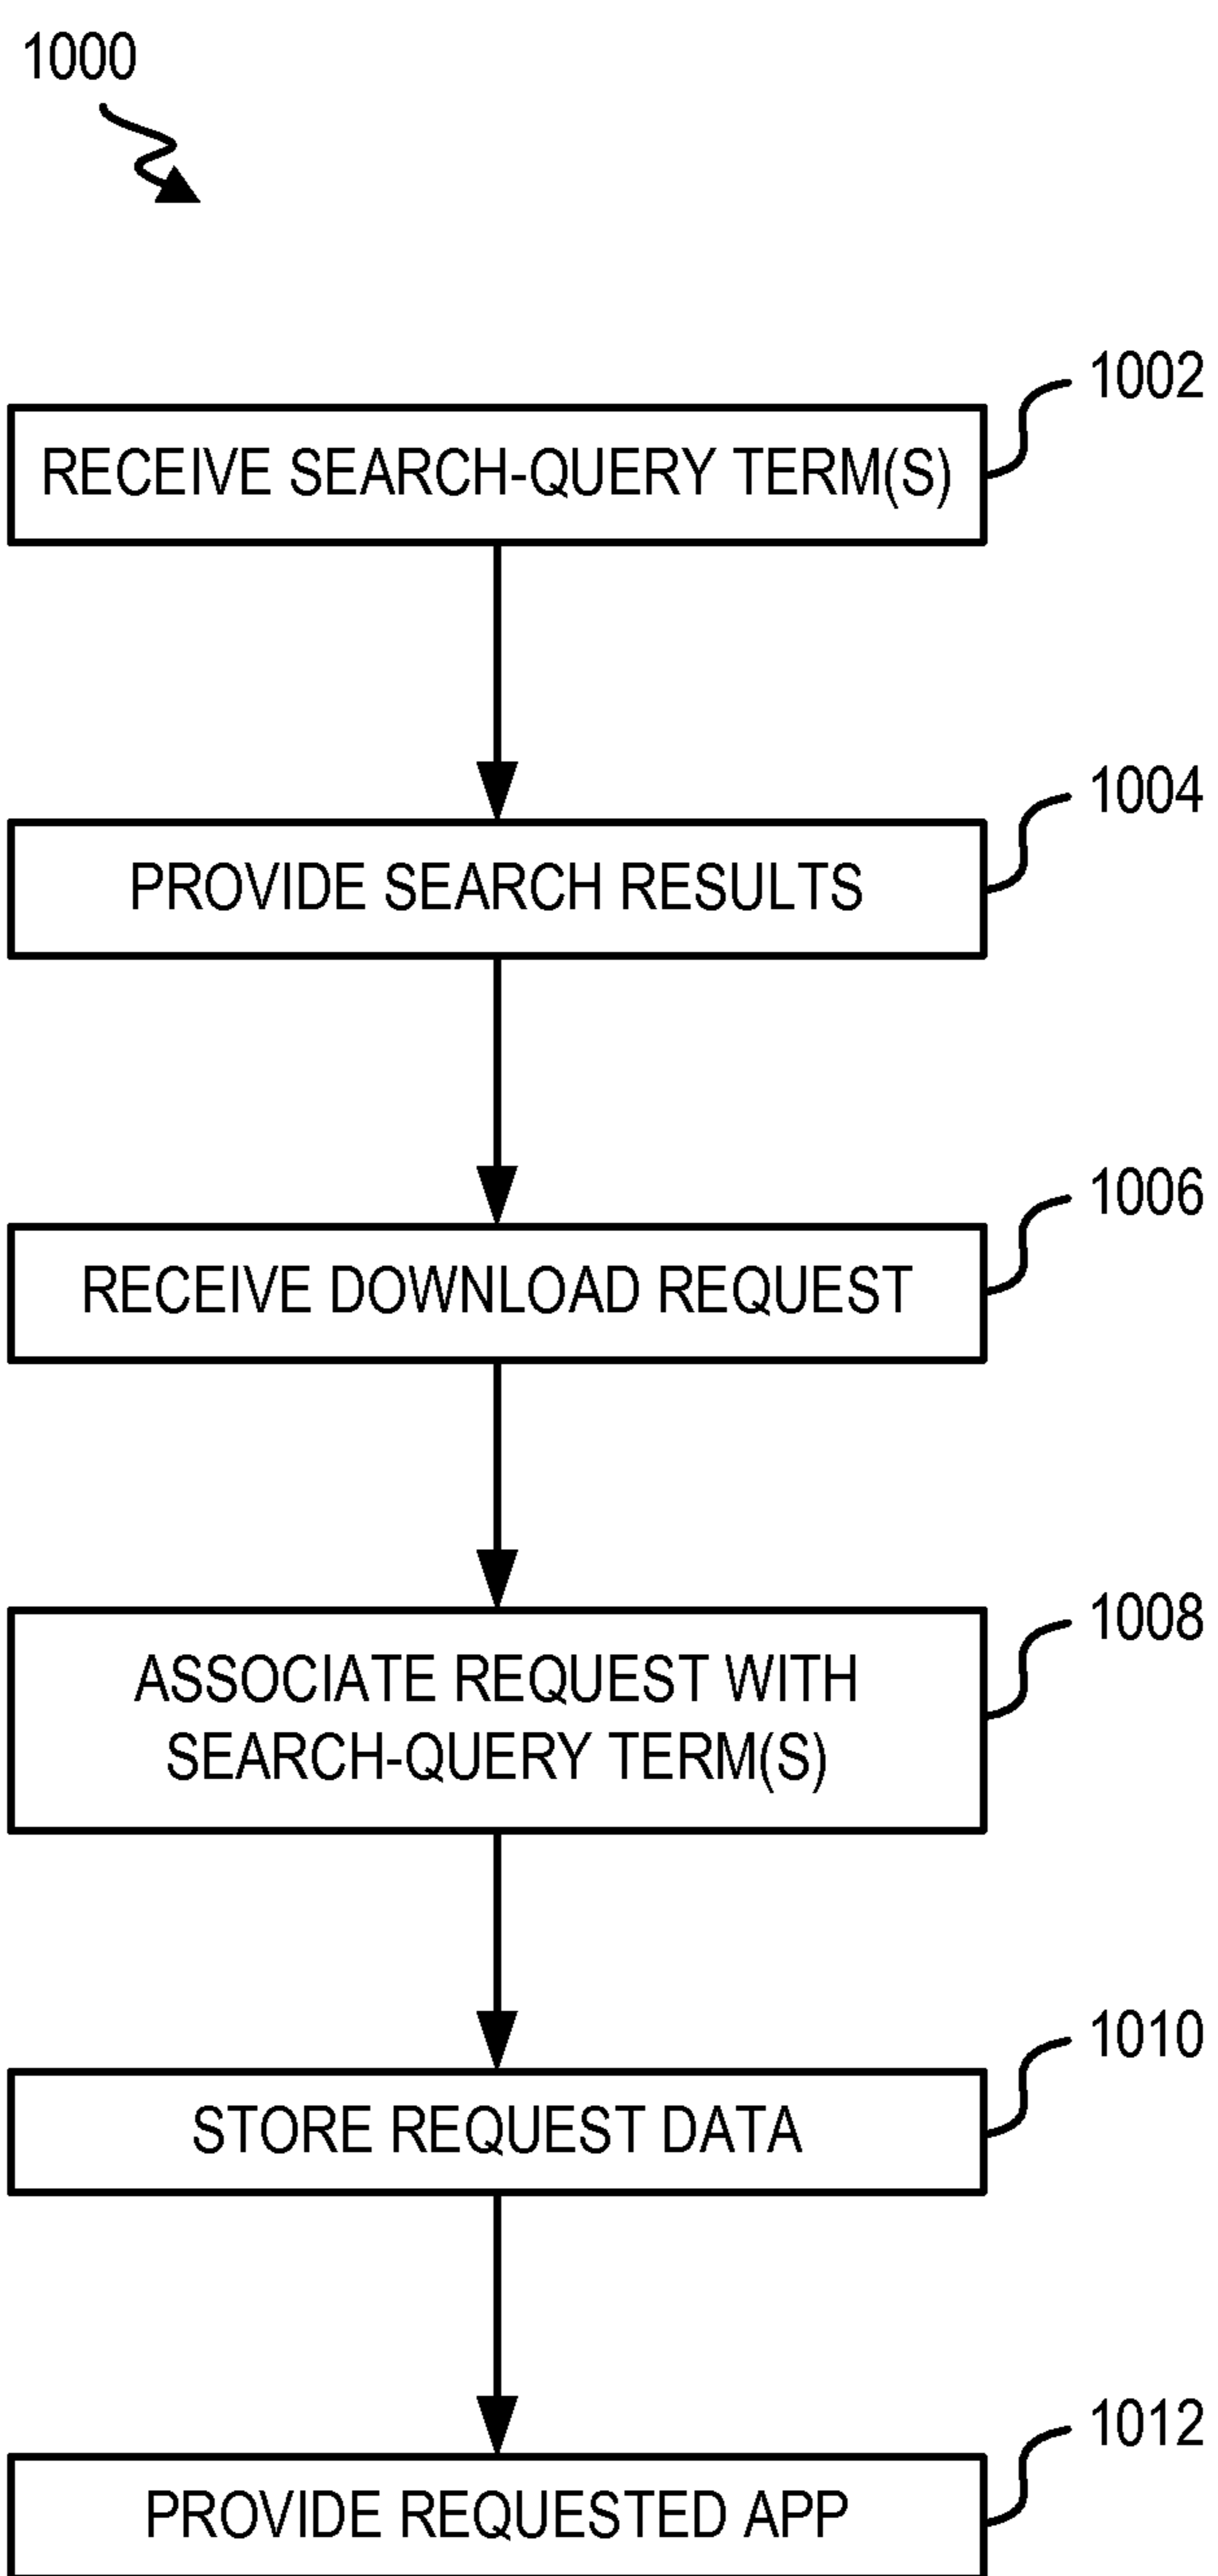 1000
1002
RECEIVE SEARCH-QUERY TERM(S)
1004
PROVIDE SEARCH RESULTS
1006
RECEIVE DOWNLOAD REQUEST
1008
ASSOCIATE REQUEST WITH
SEARCH-QUERY TERM(S)
1010
STORE REQUEST DATA
1012
PROVIDE REQUESTED APP